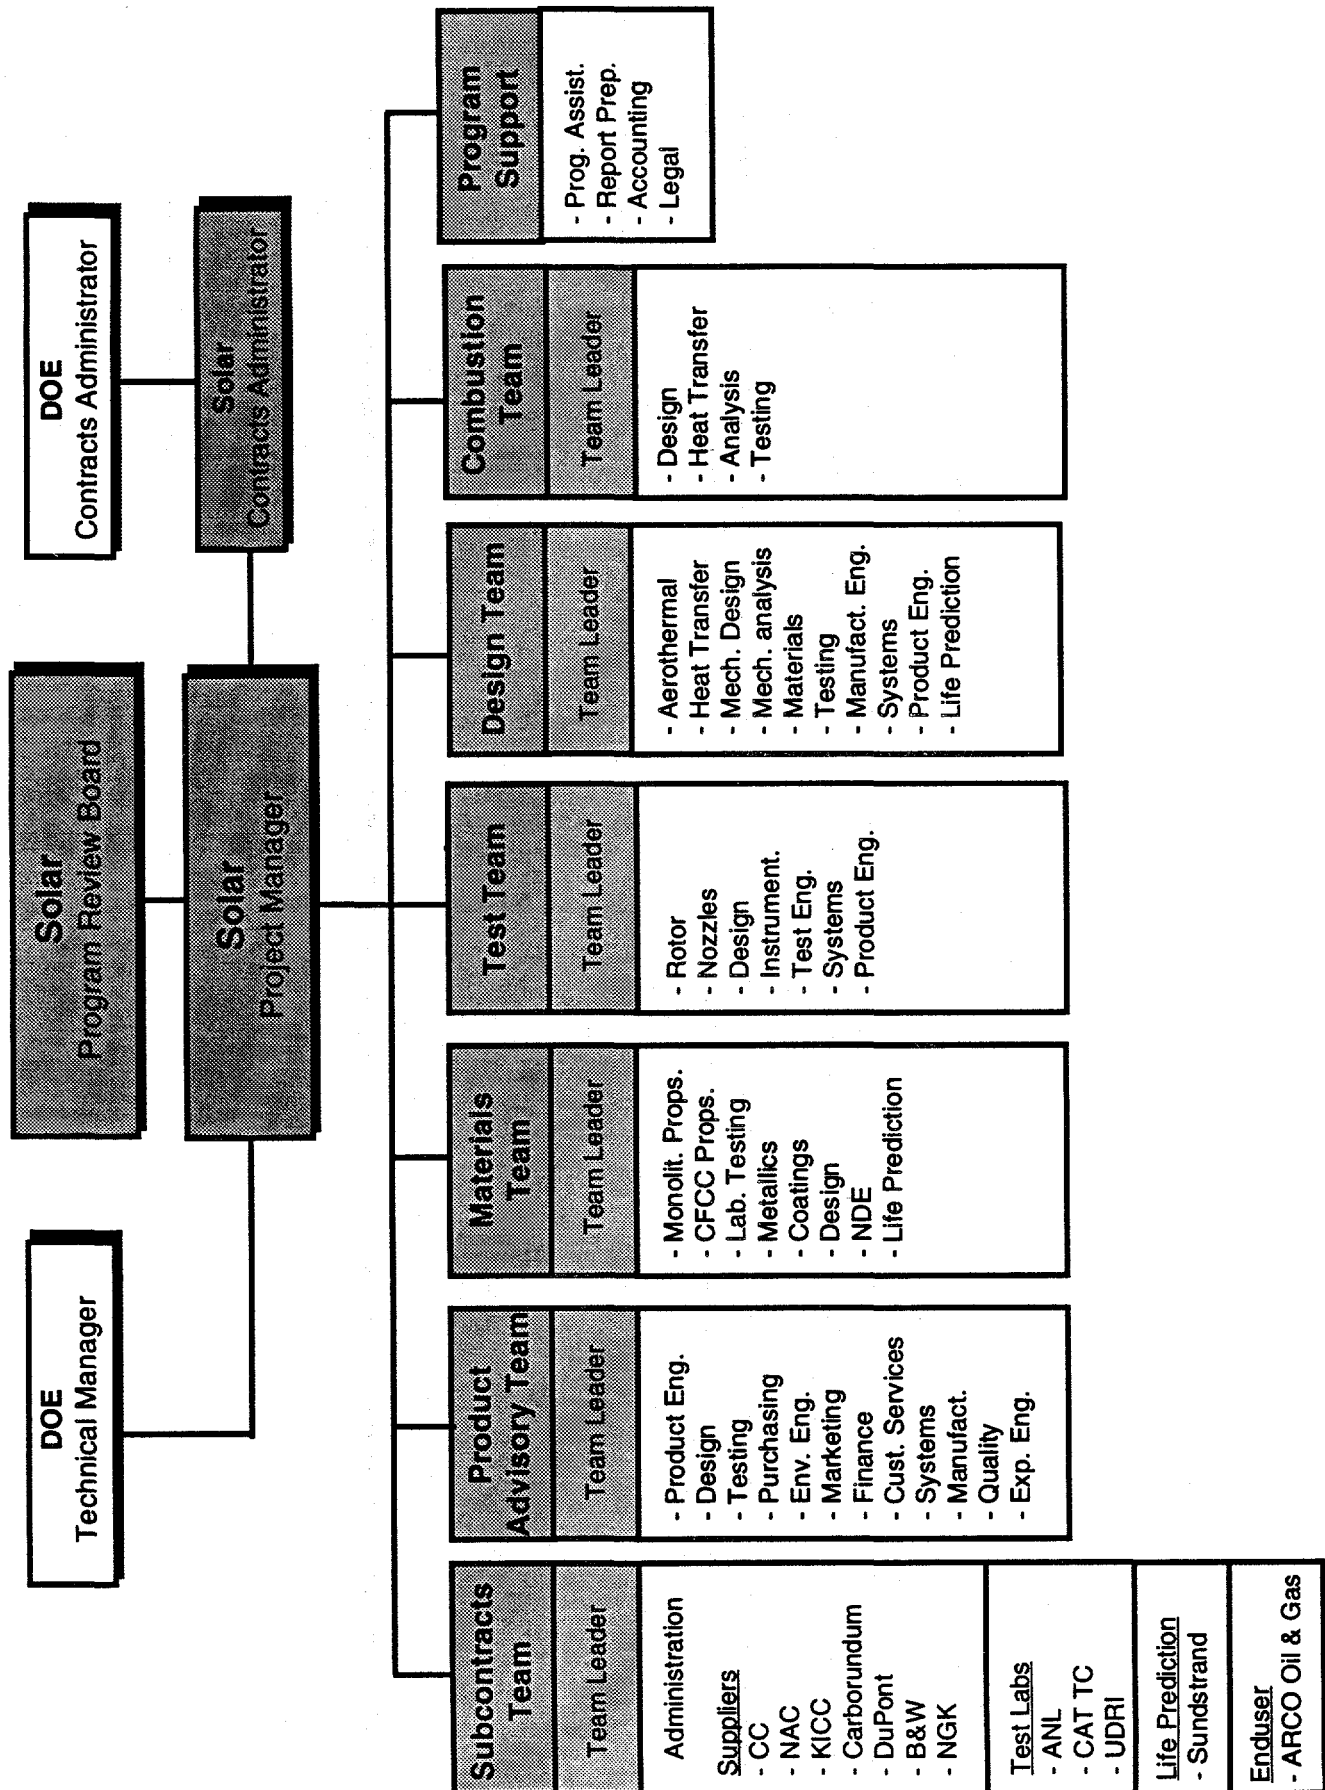 DOE
Technical Manager
Solar
Program Review Board
DOE
Contracts Administrator
Solar
Project Manager
Solar
Contracts Administrator
Subcontracts
Team
Team Leader
Administration
Suppliers
- CC
- NAC
- KICC
- Carborundum
- DuPont
- B&W
- NGK
Test Labs
- ANL
- CAT TC
- UDRI
Life Prediction
- Sundstrand
Enduser
- ARCO Oil & Gas
Product
Advisory Team
Team Leader
- Product Eng.
- Design
- Testing
- Purchasing
- Env. Eng.
- Marketing
- Finance
- Cust. Services
- Systems
- Manufact.
- Quality
- Exp. Eng.
Materials
Team
Team Leader
- Monolit. Props.
- CFCC Props.
- Lab. Testing
- Metallics
- Coatings
- Design
- NDE
- Life Prediction
Test Team
Team Leader
- Rotor
- Nozzles
- Design
- Instrument.
- Test Eng.
- Systems
- Product Eng.
Design Team
Team Leader
- Aerothermal
- Heat Transfer
- Mech. Design
- Mech. analysis
- Materials
- Testing
- Manufact. Eng.
- Systems
- Product Eng.
- Life Prediction
Combustion
Team
Team Leader
- Design
- Heat Transfer
- Analysis
- Testing
Program
Support
- Prog. Assist.
- Report Prep.
- Accounting
- Legal